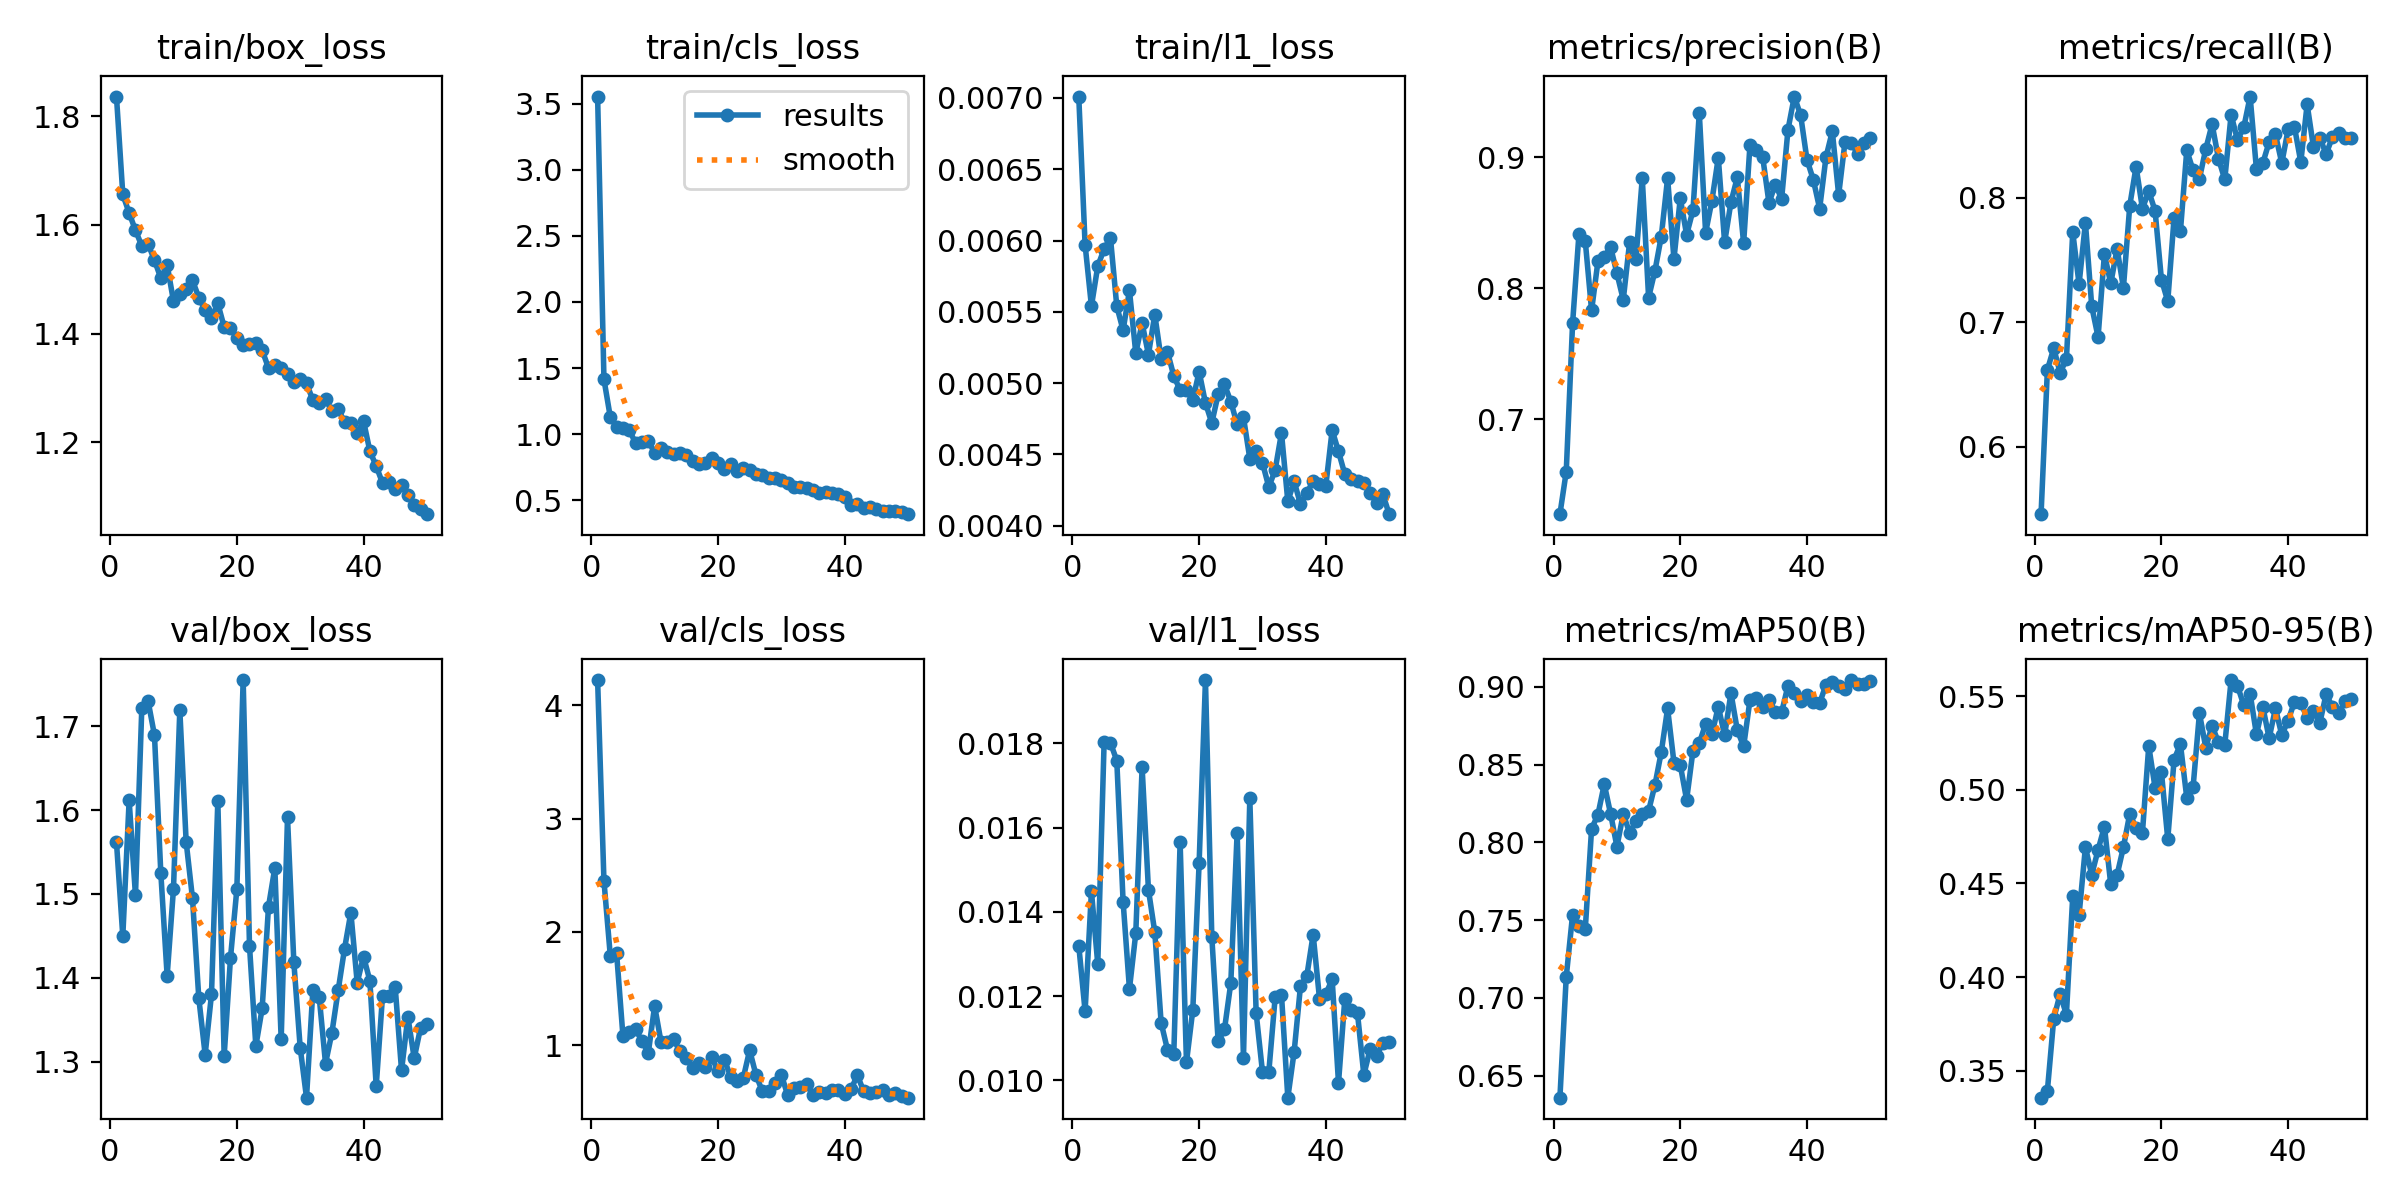 train/box_loss
1.8
1.6
1.4
1.2
0 20 40
train/cls_loss
results
smooth
3.5
3.0
2.5
2.0
1.5
1.0
0.5
0 20 40
train/l1_loss
0.0070
0.0065
0.0060
0.0055
0.0050
0.0045
0.0040
0 20 40
metrics/precision(B)
0.9
0.8
0.7
0 20 40
metrics/recall(B)
0.8
0.7
0.6
0 20 40
val/box_loss
1.7
1.6
1.5
1.4
1.3
0 20 40
val/cls_loss
4
3
2
1
0 20 40
val/l1_loss
0.018
0.016
0.014
0.012
0.010
0 20 40
metrics/mAP50(B)
0.90
0.85
0.80
0.75
0.70
0.65
0 20 40
metrics/mAP50-95(B)
0.55
0.50
0.45
0.40
0.35
0 20 40